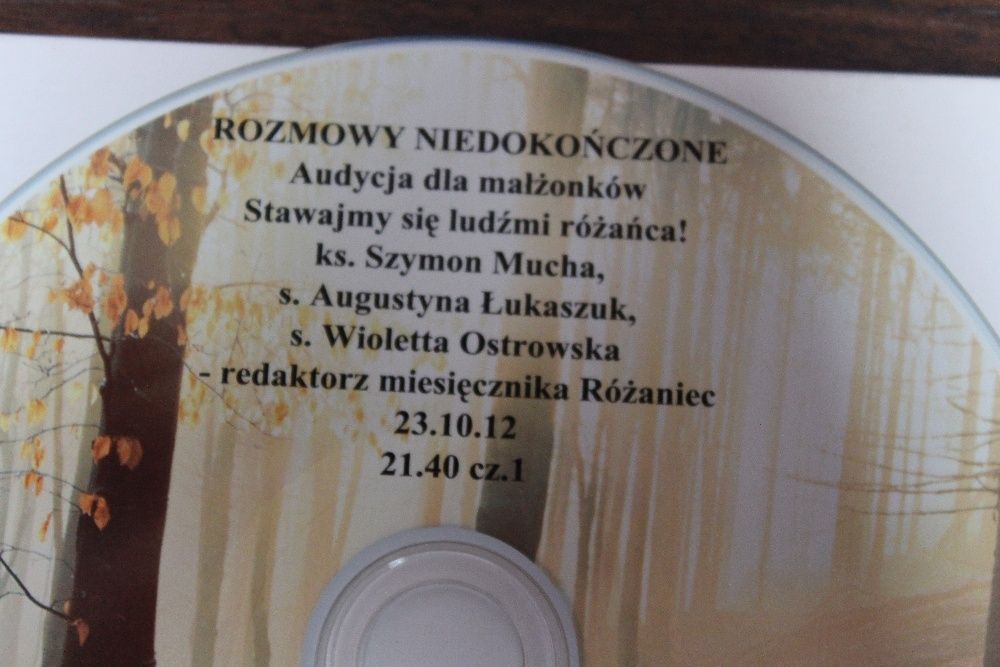 ROZMOWY NIEDOKOŃCZONE
Audycja dla małżonków
Stawajmy się ludźmi różańca!
ks. Szymon Mucha,
s. Augustyna Łukaszuk,
s. Wioletta Ostrowska
- redaktorz miesięcznika Różaniec
23.10.12
21.40 cz.1